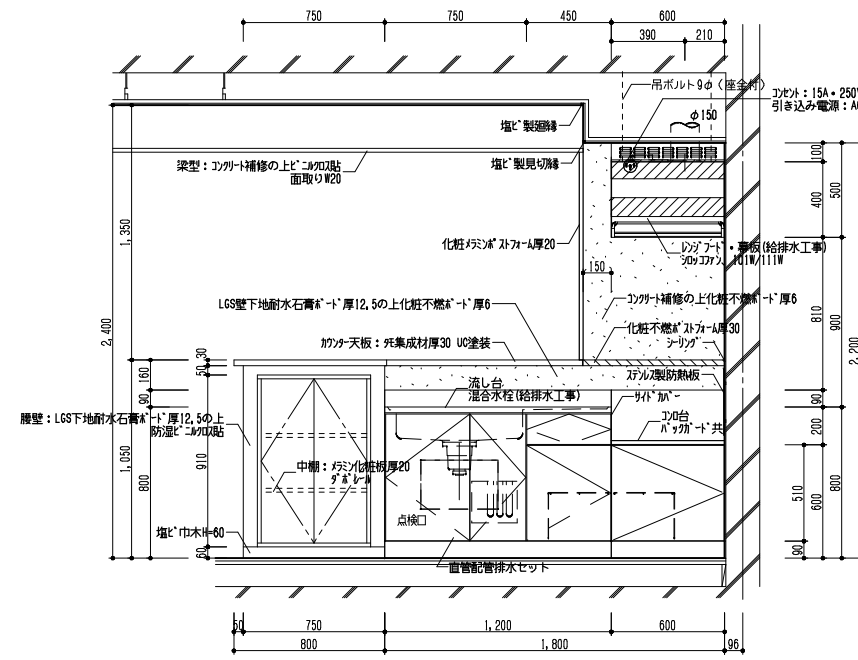 750
750
450
600
390
210
吊ボルト9φ(座金付)
コンセント:15A・250V
引き込み電源:A
φ150
塩ビ製廻縁
梁型:コンクリート補修の上ビニルクロス貼
面取りW20
塩ビ製見切縁
100
400
500
1,350
化粧メラミンポストフォーム厚20
レンジフード・幕板(給排水工事)
シロッコファン、101W/111W
150
LGS壁下地耐水石膏ボード厚12.5の上化粧不燃ボード厚6
コンクリート補修の上化粧不燃ボード厚6
810
900
2,400
カウンター天板:タモ集成材厚30 UC塗装
化粧不燃ポストフォーム厚30
シーリング
2,200
30
50
160
流し台
混合水栓(給排水工事)
ステンレス製防熱板
90
90
サイドカバー
腰壁:LGS下地耐水石膏ボード厚12.5の上
防湿ビニルクロス貼
コンロ台
バックガード共
200
1,050
800
910
中棚:メラミン化粧板厚20
ダボレール
510
600
800
点検口
塩ビ巾木H=60
60
90
直管配管排水セット
50
750
1,200
600
800
1,800
96